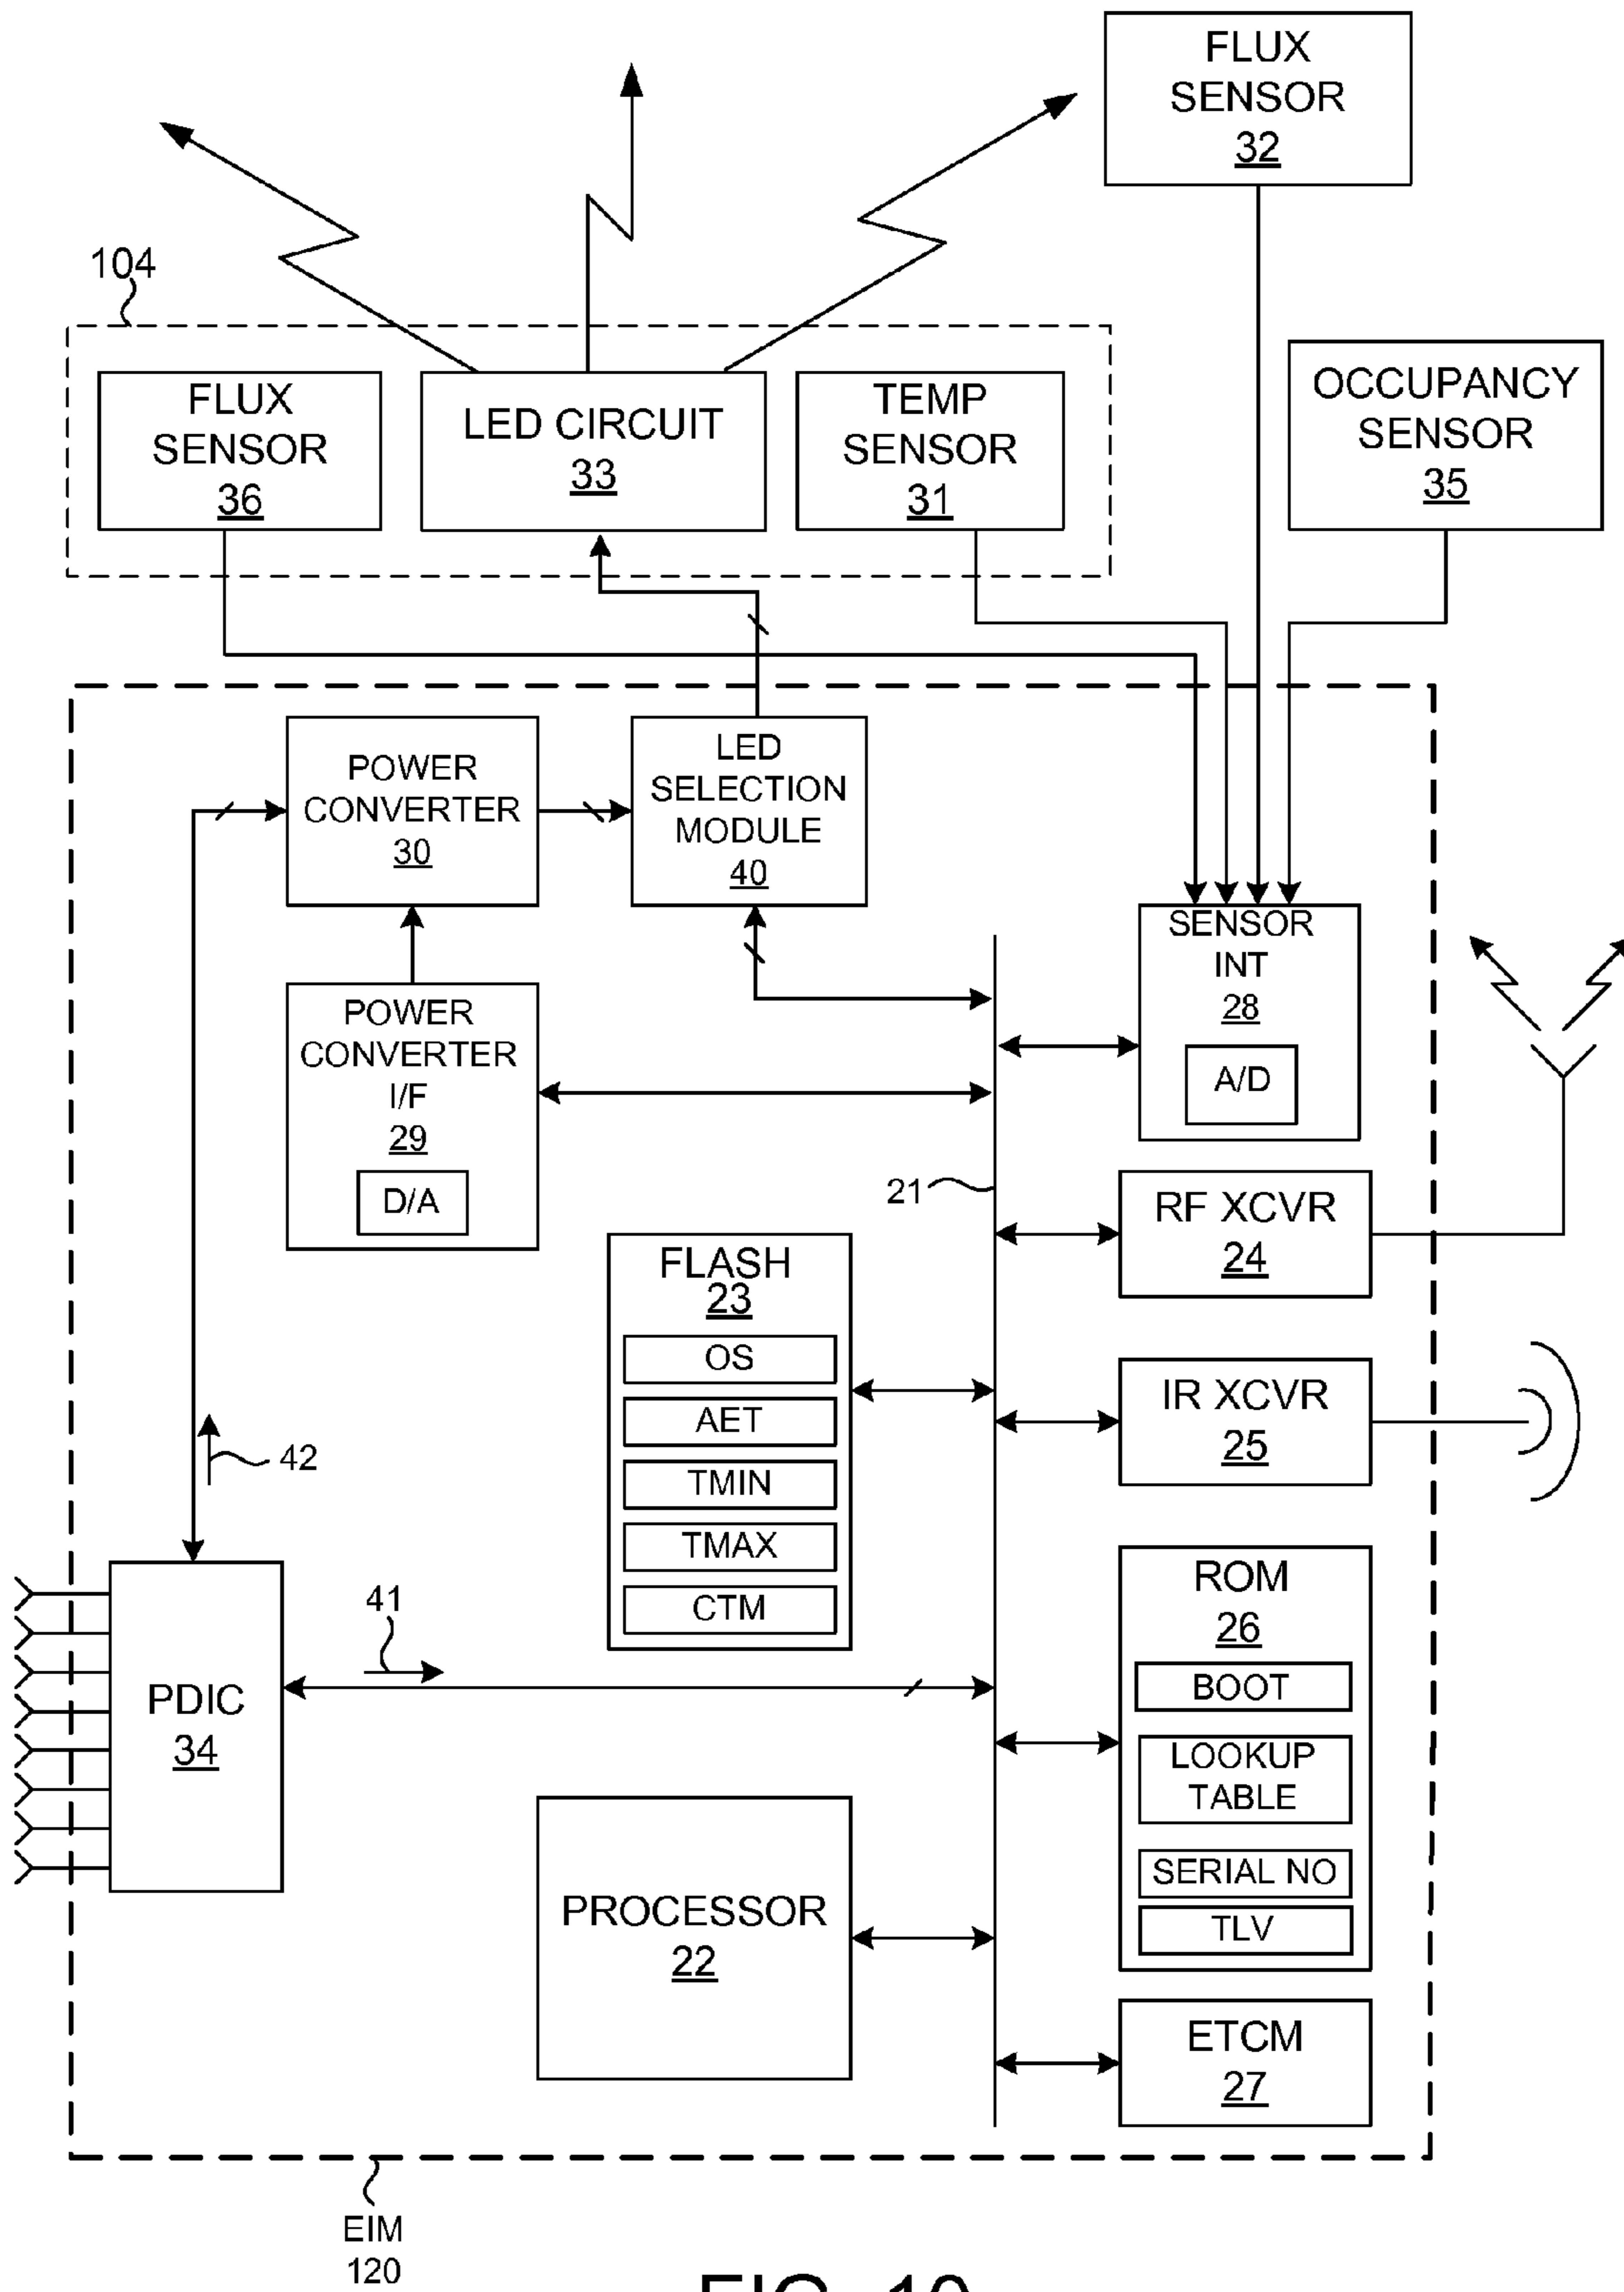 FLUX
SENSOR
32
104
FLUX
SENSOR
36
LED CIRCUIT
33
TEMP
SENSOR
31
OCCUPANCY
SENSOR
35
POWER
CONVERTER
30
LED
SELECTION
MODULE
40
SENSOR
INT
28
A/D
POWER
CONVERTER
I/F
29
D/A
21
RF XCVR
24
FLASH
23
OS
AET
TMIN
TMAX
CTM
IR XCVR
25
42
41
PDIC
34
ROM
26
BOOT
LOOKUP
TABLE
SERIAL NO
TLV
PROCESSOR
22
ETCM
27
EIM
120